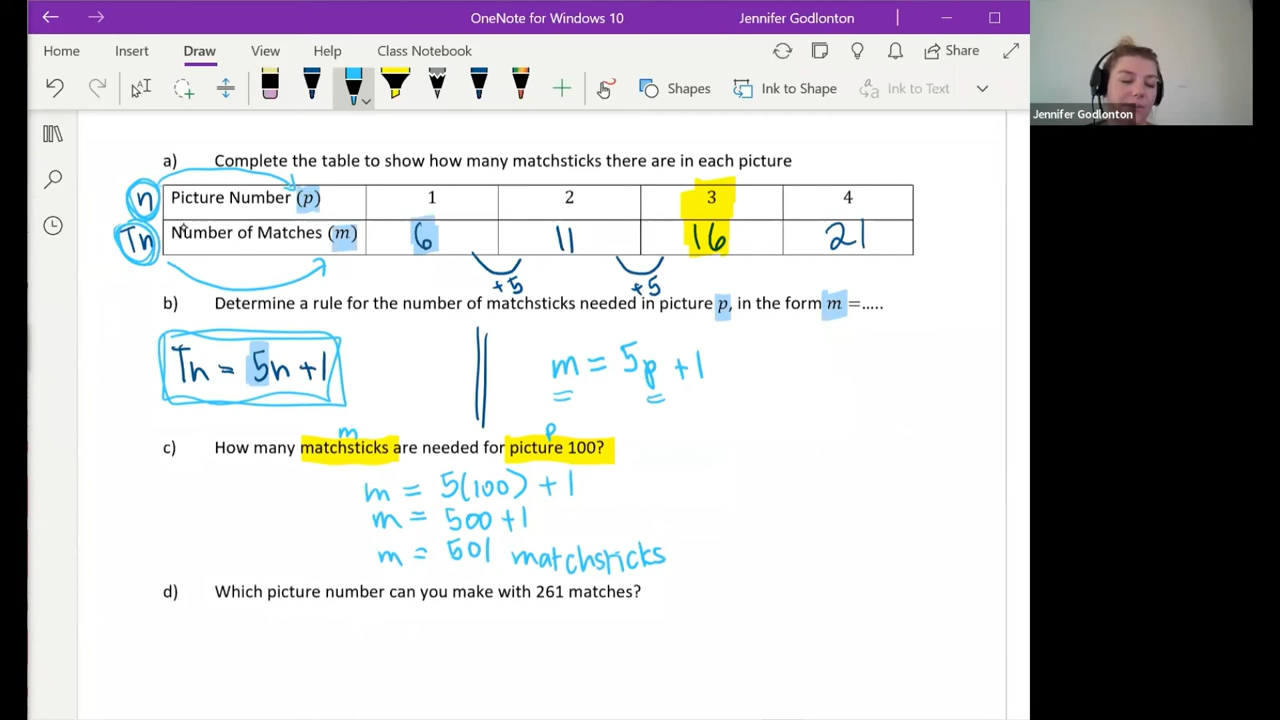 OneNote for Windows 10
Jennifer Godlonton
Home Insert Draw View Help Class Notebook
Share
Shapes
Ink to Shape
Ink to Text
Jennifer Godlonton
a) Complete the table to show how many matchsticks there are in each picture
n Picture Number (p) 1 2 3 4
Tn Number of Matches (m) 6 11 16 21
+5 +5
b) Determine a rule for the number of matchsticks needed in picture p, in the form m =.....
Tn = 5n +1
m = 5p +1
m p
c) How many matchsticks are needed for picture 100?
m = 5(100) + 1
m = 500 +1
m = 501 matchsticks
d) Which picture number can you make with 261 matches?